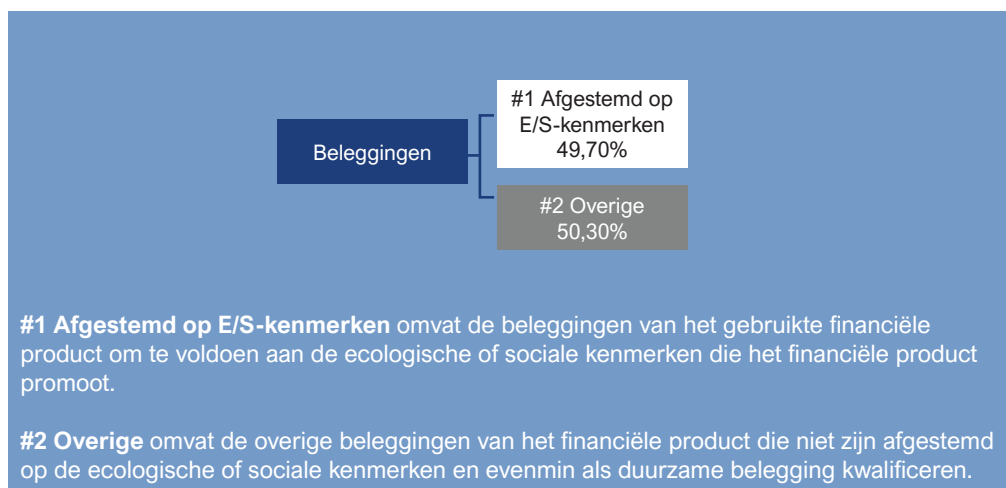 #1 Afgestemd op
E/S-kenmerken
49,70%
Beleggingen
#2 Overige
50,30%
#1 Afgestemd op E/S-kenmerken omvat de beleggingen van het gebruikte financiële
product om te voldoen aan de ecologische of sociale kenmerken die het financiële product
promoot.
#2 Overige omvat de overige beleggingen van het financiële product die niet zijn afgestemd
op de ecologische of sociale kenmerken en evenmin als duurzame belegging kwalificeren.